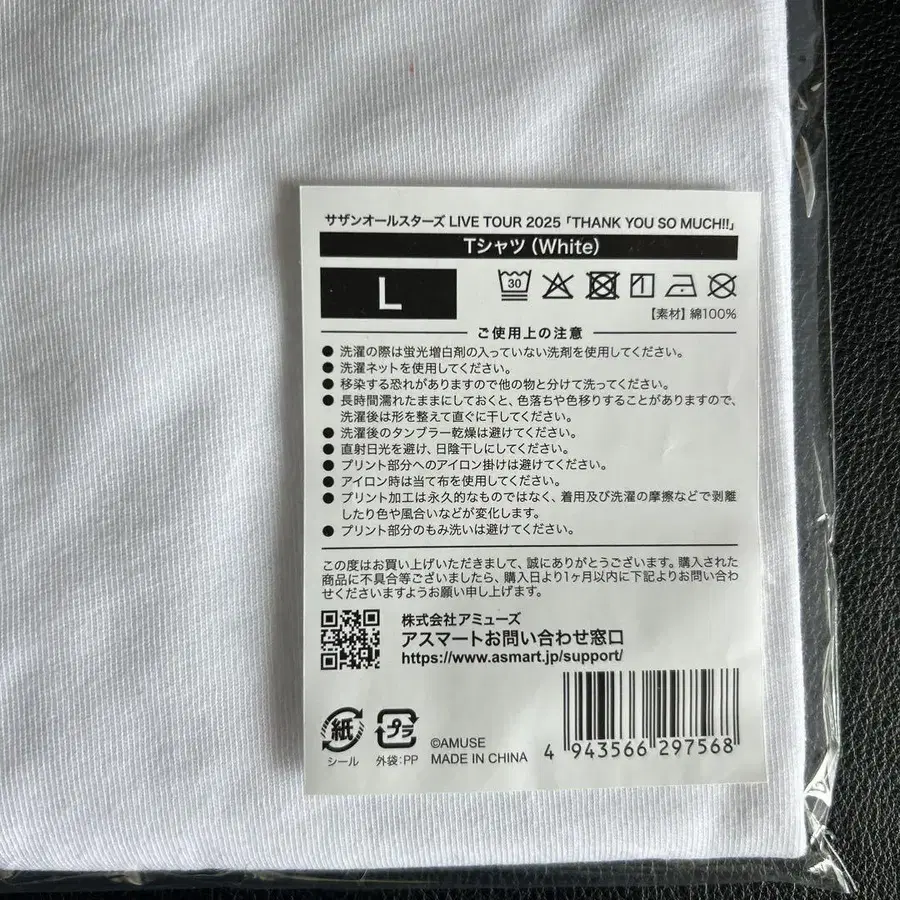 サザンオールスターズ LIVE TOUR 2025「THANK YOU SO MUCH!!」
Tシャツ (White)
L
30
【素材】綿100%
ご使用上の注意
● 洗濯の際は蛍光増白剤の入っていない洗剤を使用してください。
● 洗濯ネットを使用してください。
● 移染する恐れがありますので他の物と分けて洗ってください。
● 長時間濡れたままにしておくと、色落ちや色移りすることがありますので、
洗濯後は形を整えて直ぐに干してください。
● 洗濯後のタンブラー乾燥は避けてください。
● 直射日光を避け、日陰干しにしてください。
● プリント部分へのアイロン掛けは避けてください。
● アイロン時は当て布を使用してください。
● プリント加工は永久的なものではなく、着用及び洗濯の摩擦などで剥離
したり色や風合いなどが変化します。
● プリント部分のもみ洗いは避けてください。
この度はお買い上げいただきまして、誠にありがとうございます。購入された
商品に不具合等ございましたら、購入日より1ヶ月以内に下記よりお問い合わ
せくださいますようお願い申し上げます。
株式会社アミューズ
アスマートお問い合わせ窓口
https://www.asmart.jp/support/
紙
シール
プラ
外袋:PP
©AMUSE
MADE IN CHINA
4 943566 297568